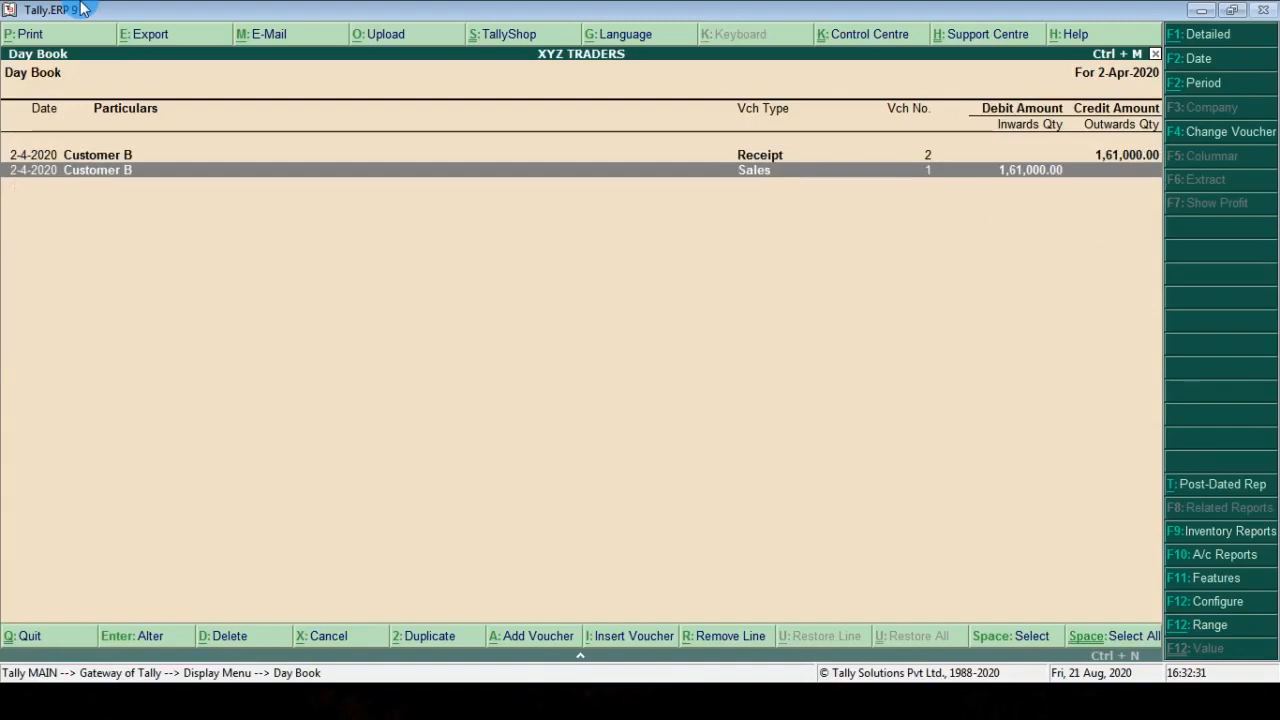 Tally.ERP 9
P: Print E: Export M: E-Mail O: Upload S: TallyShop G: Language K: Keyboard K: Control Centre H: Support Centre H: Help
Day Book XYZ TRADERS Ctrl + M
Day Book For 2-Apr-2020
Date Particulars Vch Type Vch No. Debit Amount Credit Amount
Inwards Qty Outwards Qty
2-4-2020 Customer B Receipt 2 1,61,000.00
2-4-2020 Customer B Sales 1 1,61,000.00
F1: Detailed
F2: Date
F2: Period
F3: Company
F4: Change Voucher
F5: Columnar
F6: Extract
F7: Show Profit
T: Post-Dated Rep
F8: Related Reports
F9: Inventory Reports
F10: A/c Reports
F11: Features
F12: Configure
F12: Range
F12: Value
Q: Quit Enter: Alter D: Delete X: Cancel 2: Duplicate A: Add Voucher I: Insert Voucher R: Remove Line U: Restore Line U: Restore All Space: Select Space: Select All
Ctrl + N
Tally MAIN --> Gateway of Tally --> Display Menu --> Day Book © Tally Solutions Pvt Ltd., 1988-2020 Fri, 21 Aug, 2020 16:32:31